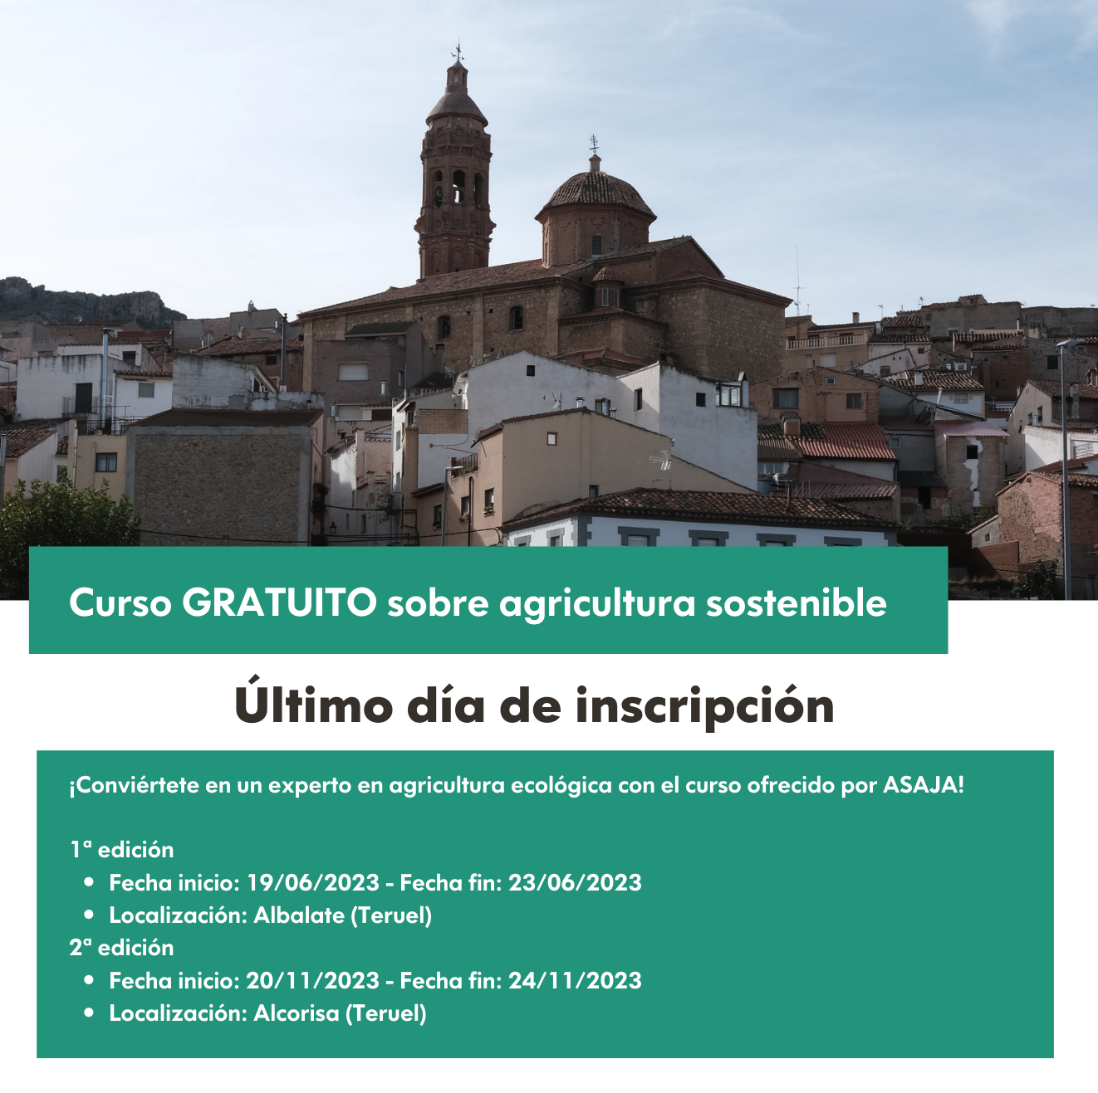 Curso GRATUITO sobre agricultura sostenible
Último día de inscripción
¡Conviértete en un experto en agricultura ecológica con el curso ofrecido por ASAJA!
1ª edición
• Fecha inicio: 19/06/2023 - Fecha fin: 23/06/2023
• Localización: Albalate (Teruel)
2ª edición
• Fecha inicio: 20/11/2023 - Fecha fin: 24/11/2023
• Localización: Alcorisa (Teruel)